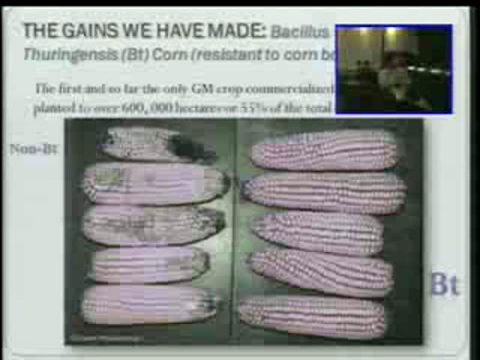 THE GAINS WE HAVE MADE: Bacillus
Thuringensis (Bt) Corn (resistant to corn bo
The first and so far the only GM crop commercialized
planted to over 600, 000 hectares or 55% of the total
Non-Bt
Bt